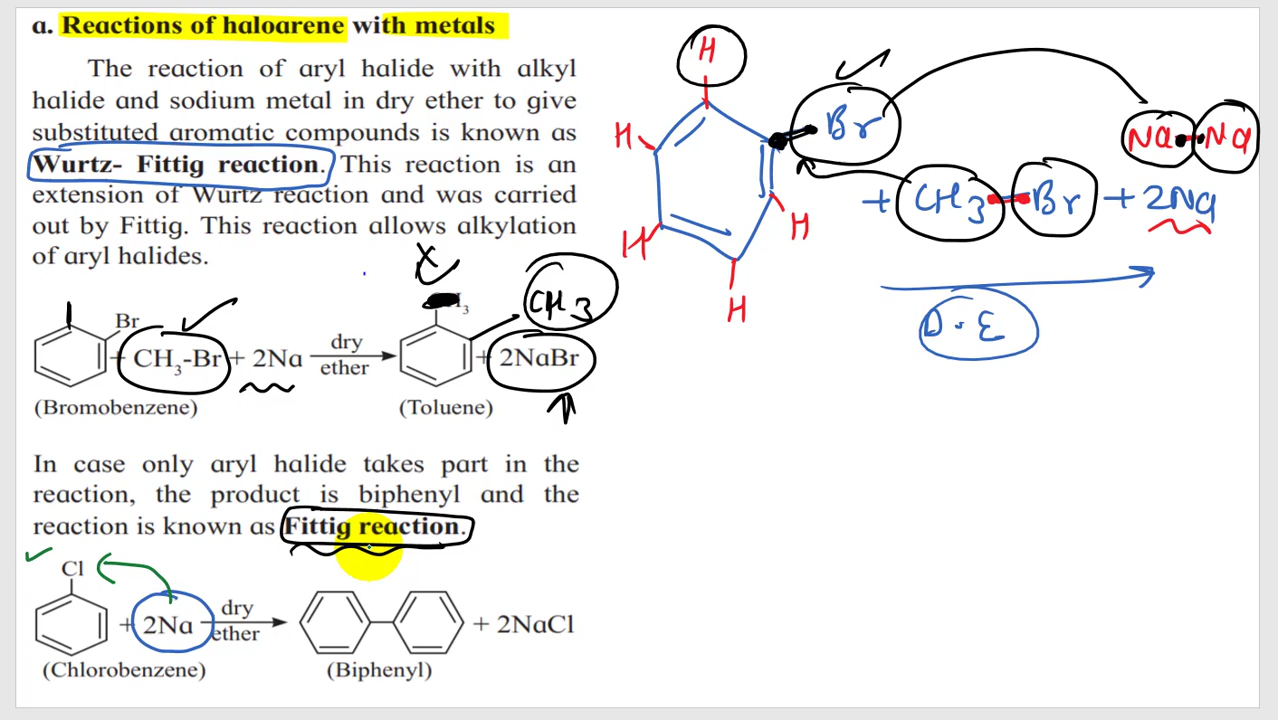 a. Reactions of haloarene with metals
The reaction of aryl halide with alkyl
halide and sodium metal in dry ether to give
substituted aromatic compounds is known as
Wurtz- Fittig reaction. This reaction is an
extension of Wurtz reaction and was carried
out by Fittig. This reaction allows alkylation
of aryl halides.
x
CH3
Br
+ CH₃-Br + 2Na dry ether + 2NaBr
(Bromobenzene) (Toluene)
In case only aryl halide takes part in the
reaction, the product is biphenyl and the
reaction is known as Fittig reaction.
Cl
+ 2Na dry ether + 2NaCl
(Chlorobenzene) (Biphenyl)
H
H Br Na Na
+ CH3 Br + 2Na
H H
H
D.E